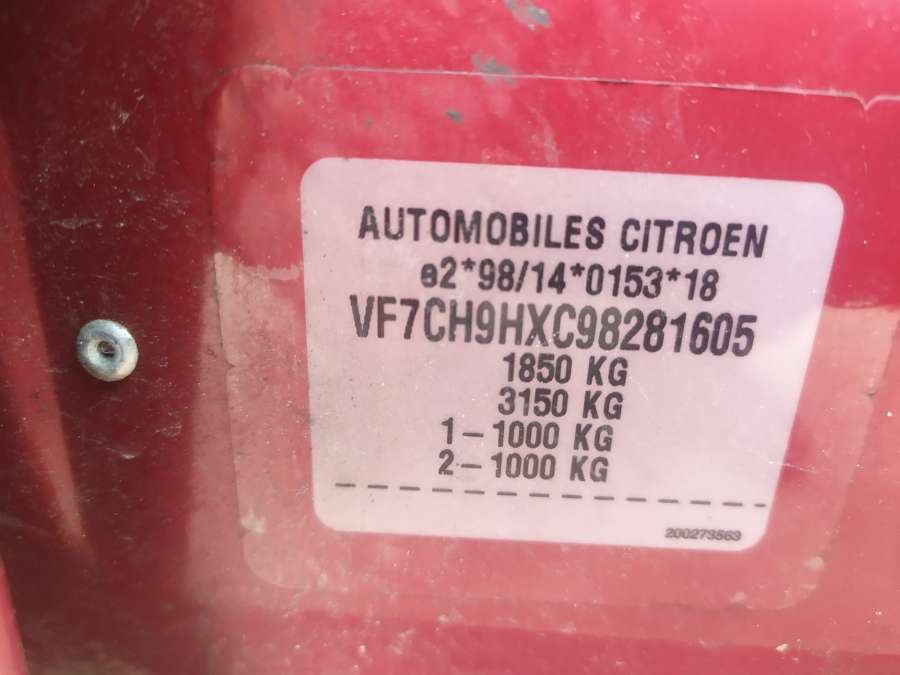 AUTOMOBILES CITROEN
e2*98/14*0153*18
VF7CH9HXC98281605
1850 KG
3150 KG
1-1000 KG
2-1000 KG
200273563